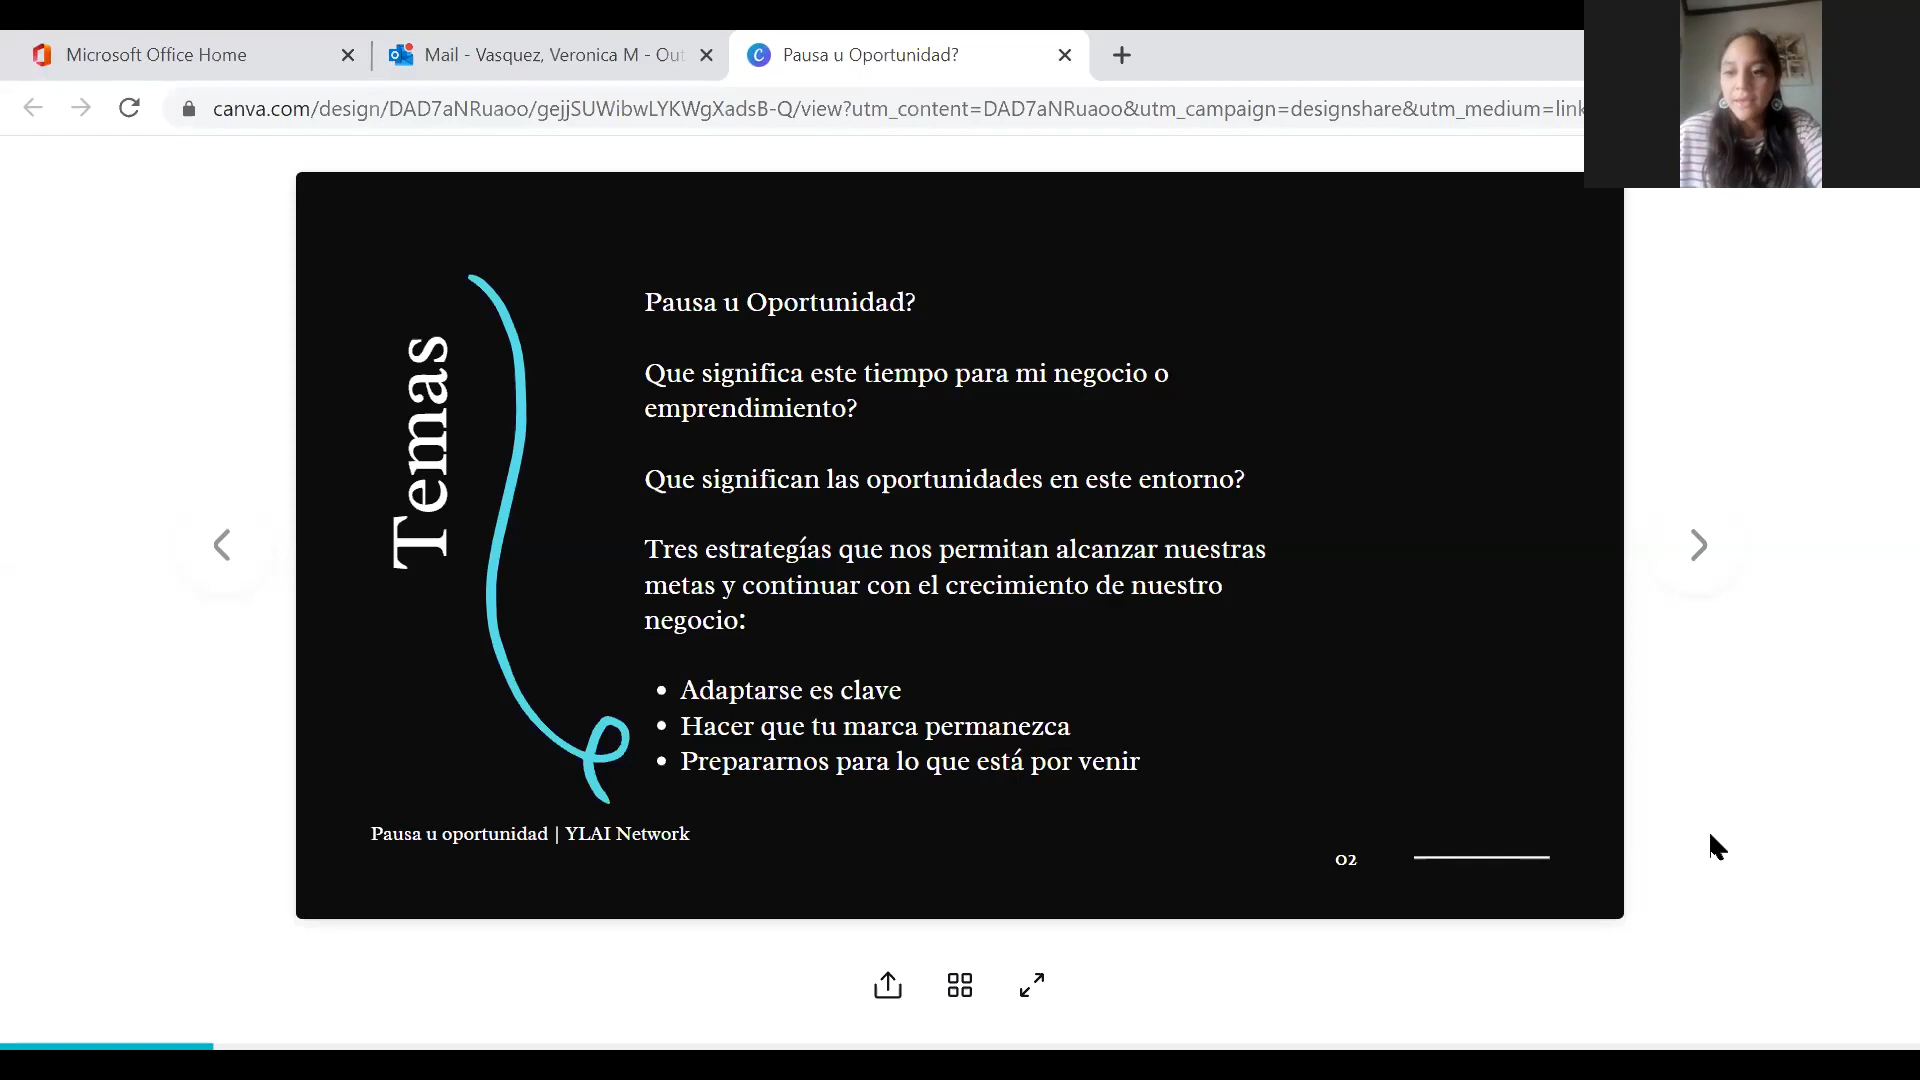 Microsoft Office Home
Mail - Vasquez, Veronica M - Out
Pausa u Oportunidad?
canva.com/design/DAD7aNRuaoo/gejjSUWibwLYKWgXadsB-Q/view?utm_content=DAD7aNRuaoo&utm_campaign=designshare&utm_medium=link
Temas
Pausa u Oportunidad?
Que significa este tiempo para mi negocio o
emprendimiento?
Que significan las oportunidades en este entorno?
Tres estrategías que nos permitan alcanzar nuestras
metas y continuar con el crecimiento de nuestro
negocio:
• Adaptarse es clave
• Hacer que tu marca permanezca
• Prepararnos para lo que está por venir
Pausa u oportunidad | YLAI Network
02